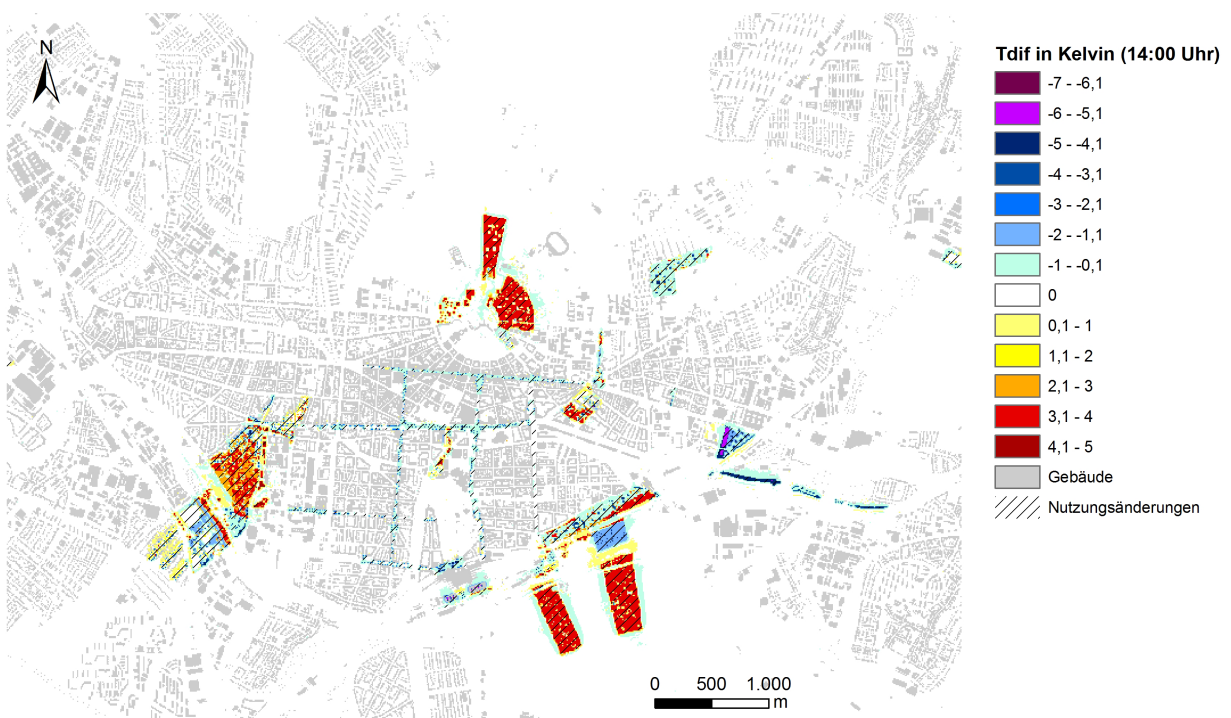 N
Tdif in Kelvin (14:00 Uhr)
-7 - -6,1
-6 - -5,1
-5 - -4,1
-4 - -3,1
-3 - -2,1
-2 - -1,1
-1 - -0,1
0
0,1 - 1
1,1 - 2
2,1 - 3
3,1 - 4
4,1 - 5
Gebäude
Nutzungsänderungen
0 500 1.000
m